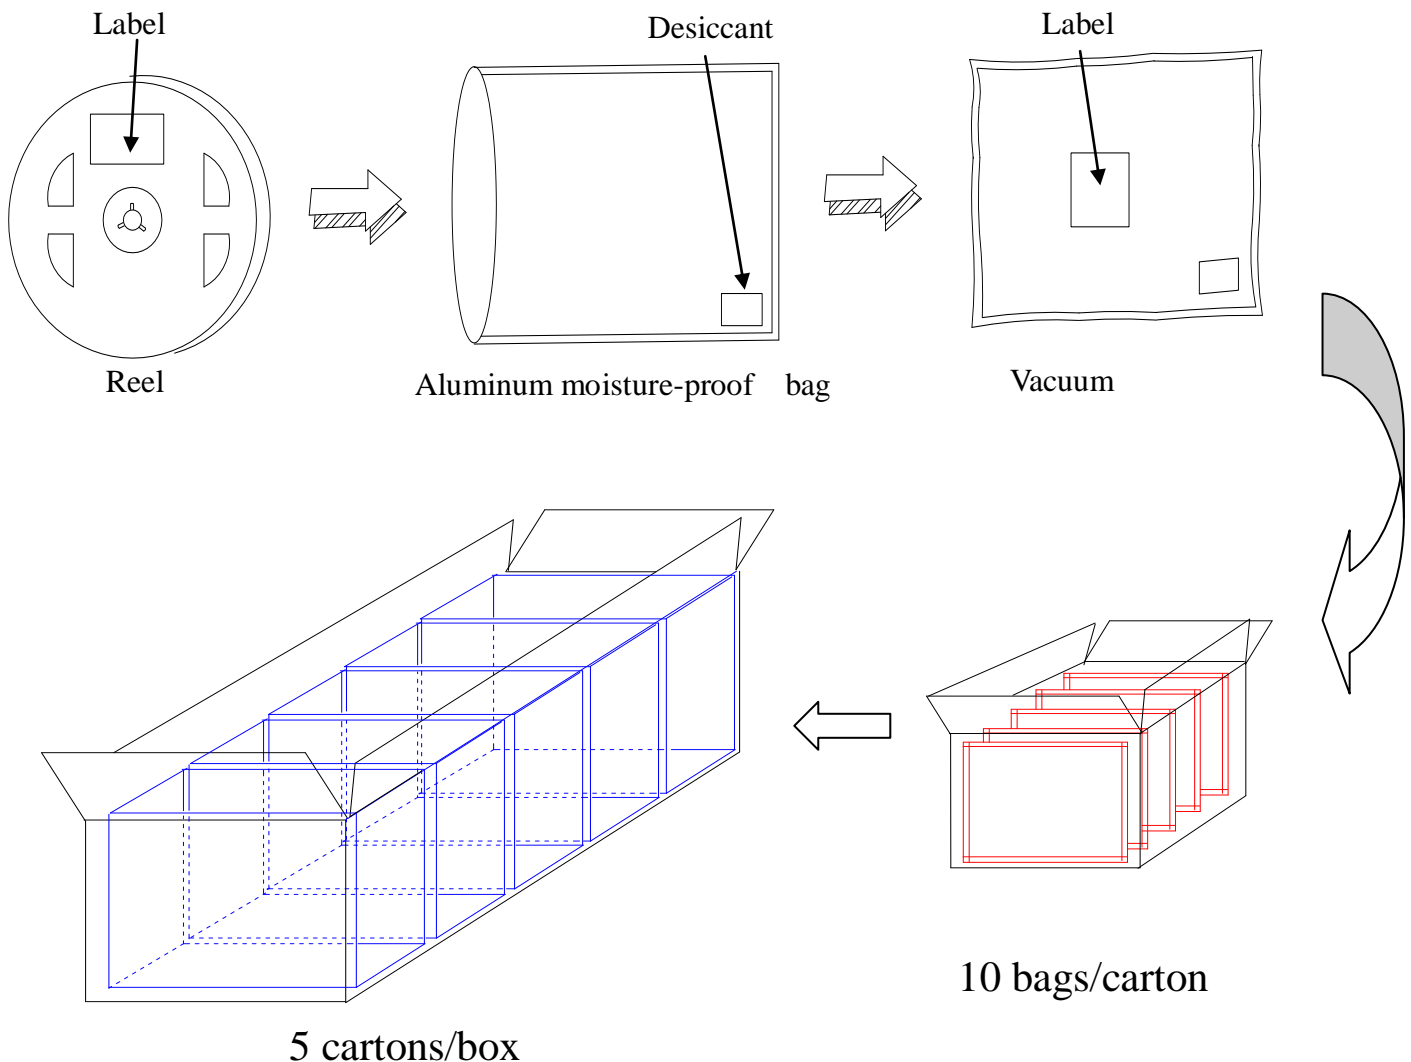 Label
Desiccant
Label
Reel
Aluminum moisture-proof bag
Vacuum
10 bags/carton
5 cartons/box